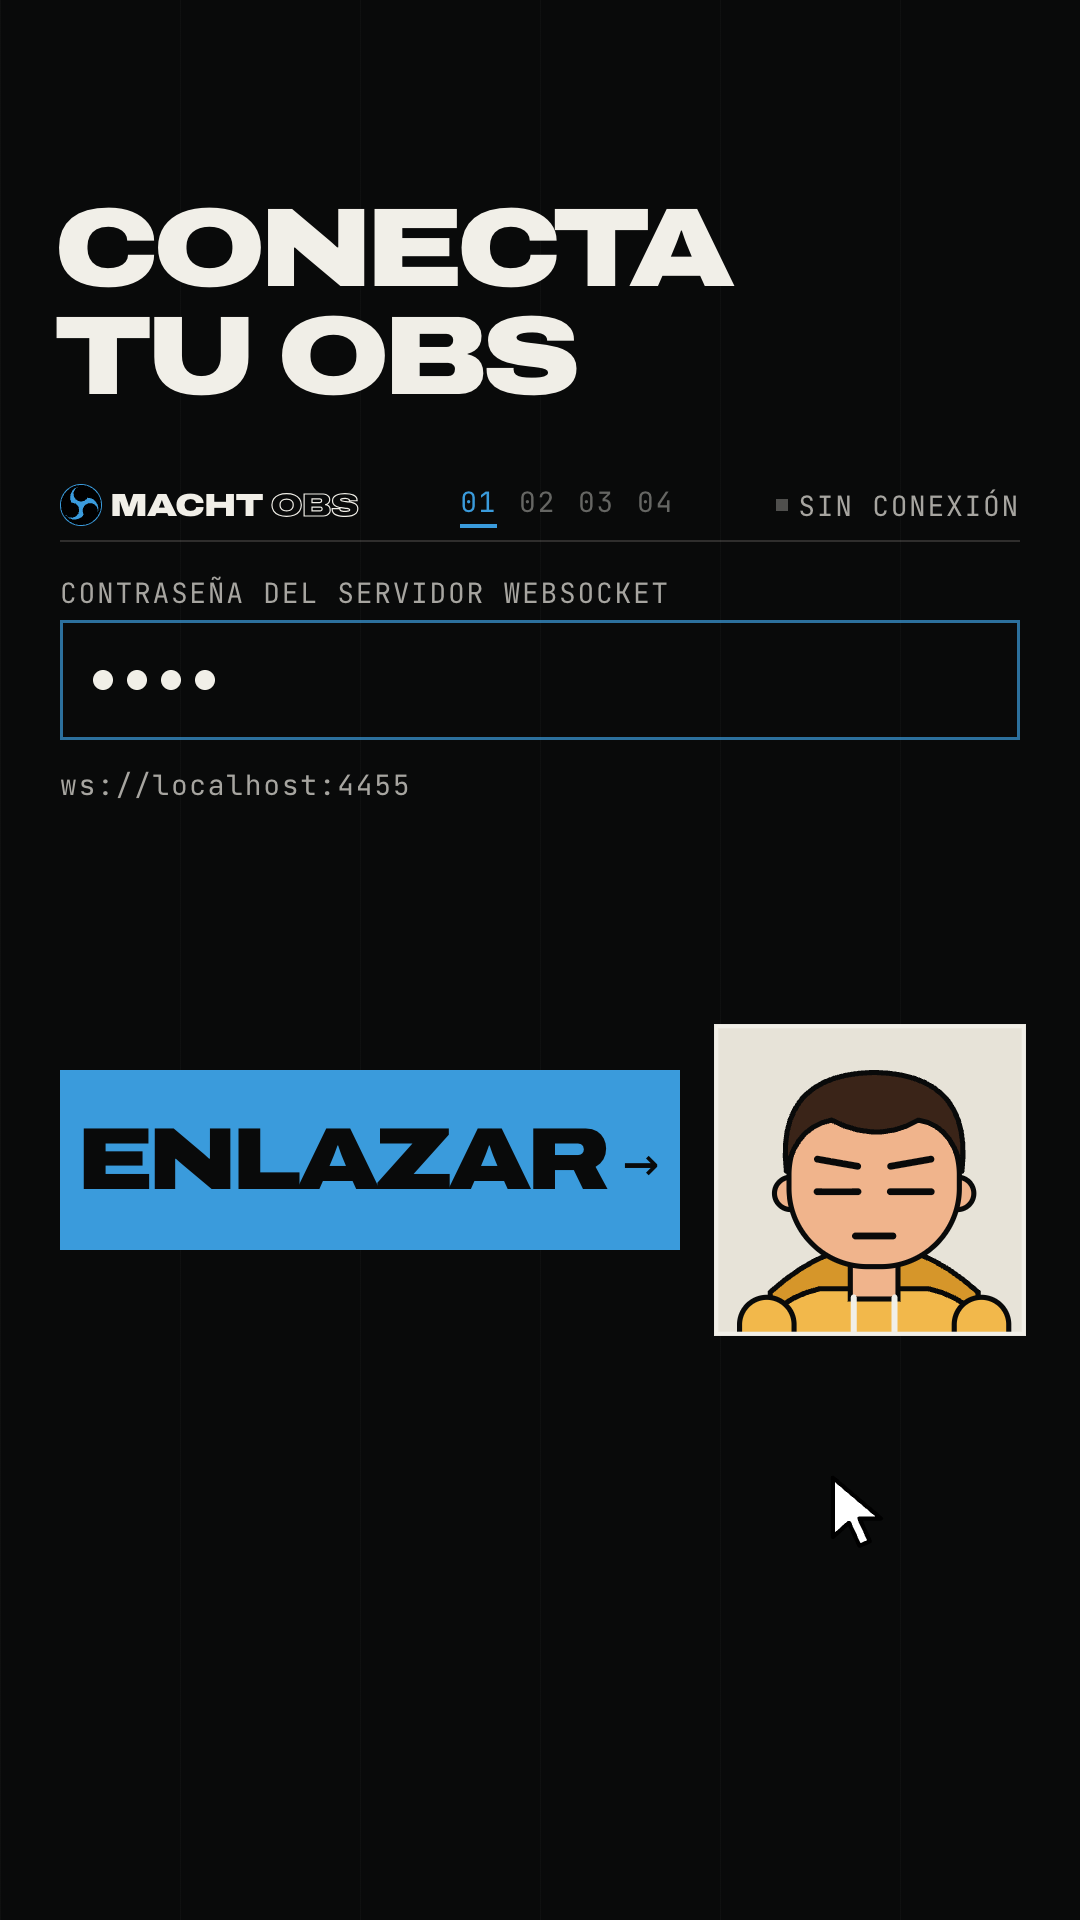 CONECTA
TU OBS
MACHT OBS 01 02 03 04 SIN CONEXIÓN
CONTRASEÑA DEL SERVIDOR WEBSOCKET
ws://localhost:4455
ENLAZAR →